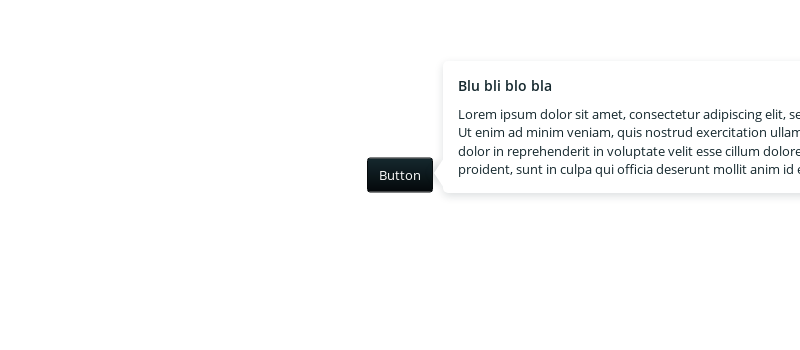 Blu bli blo bla
Lorem ipsum dolor sit amet, consectetur adipiscing elit,
Ut enim ad minim veniam, quis nostrud exercitation
dolor in reprehenderit in voluptate velit esse cillum dolore
proident, sunt in culpa qui officia deserunt mollit anim id
Button